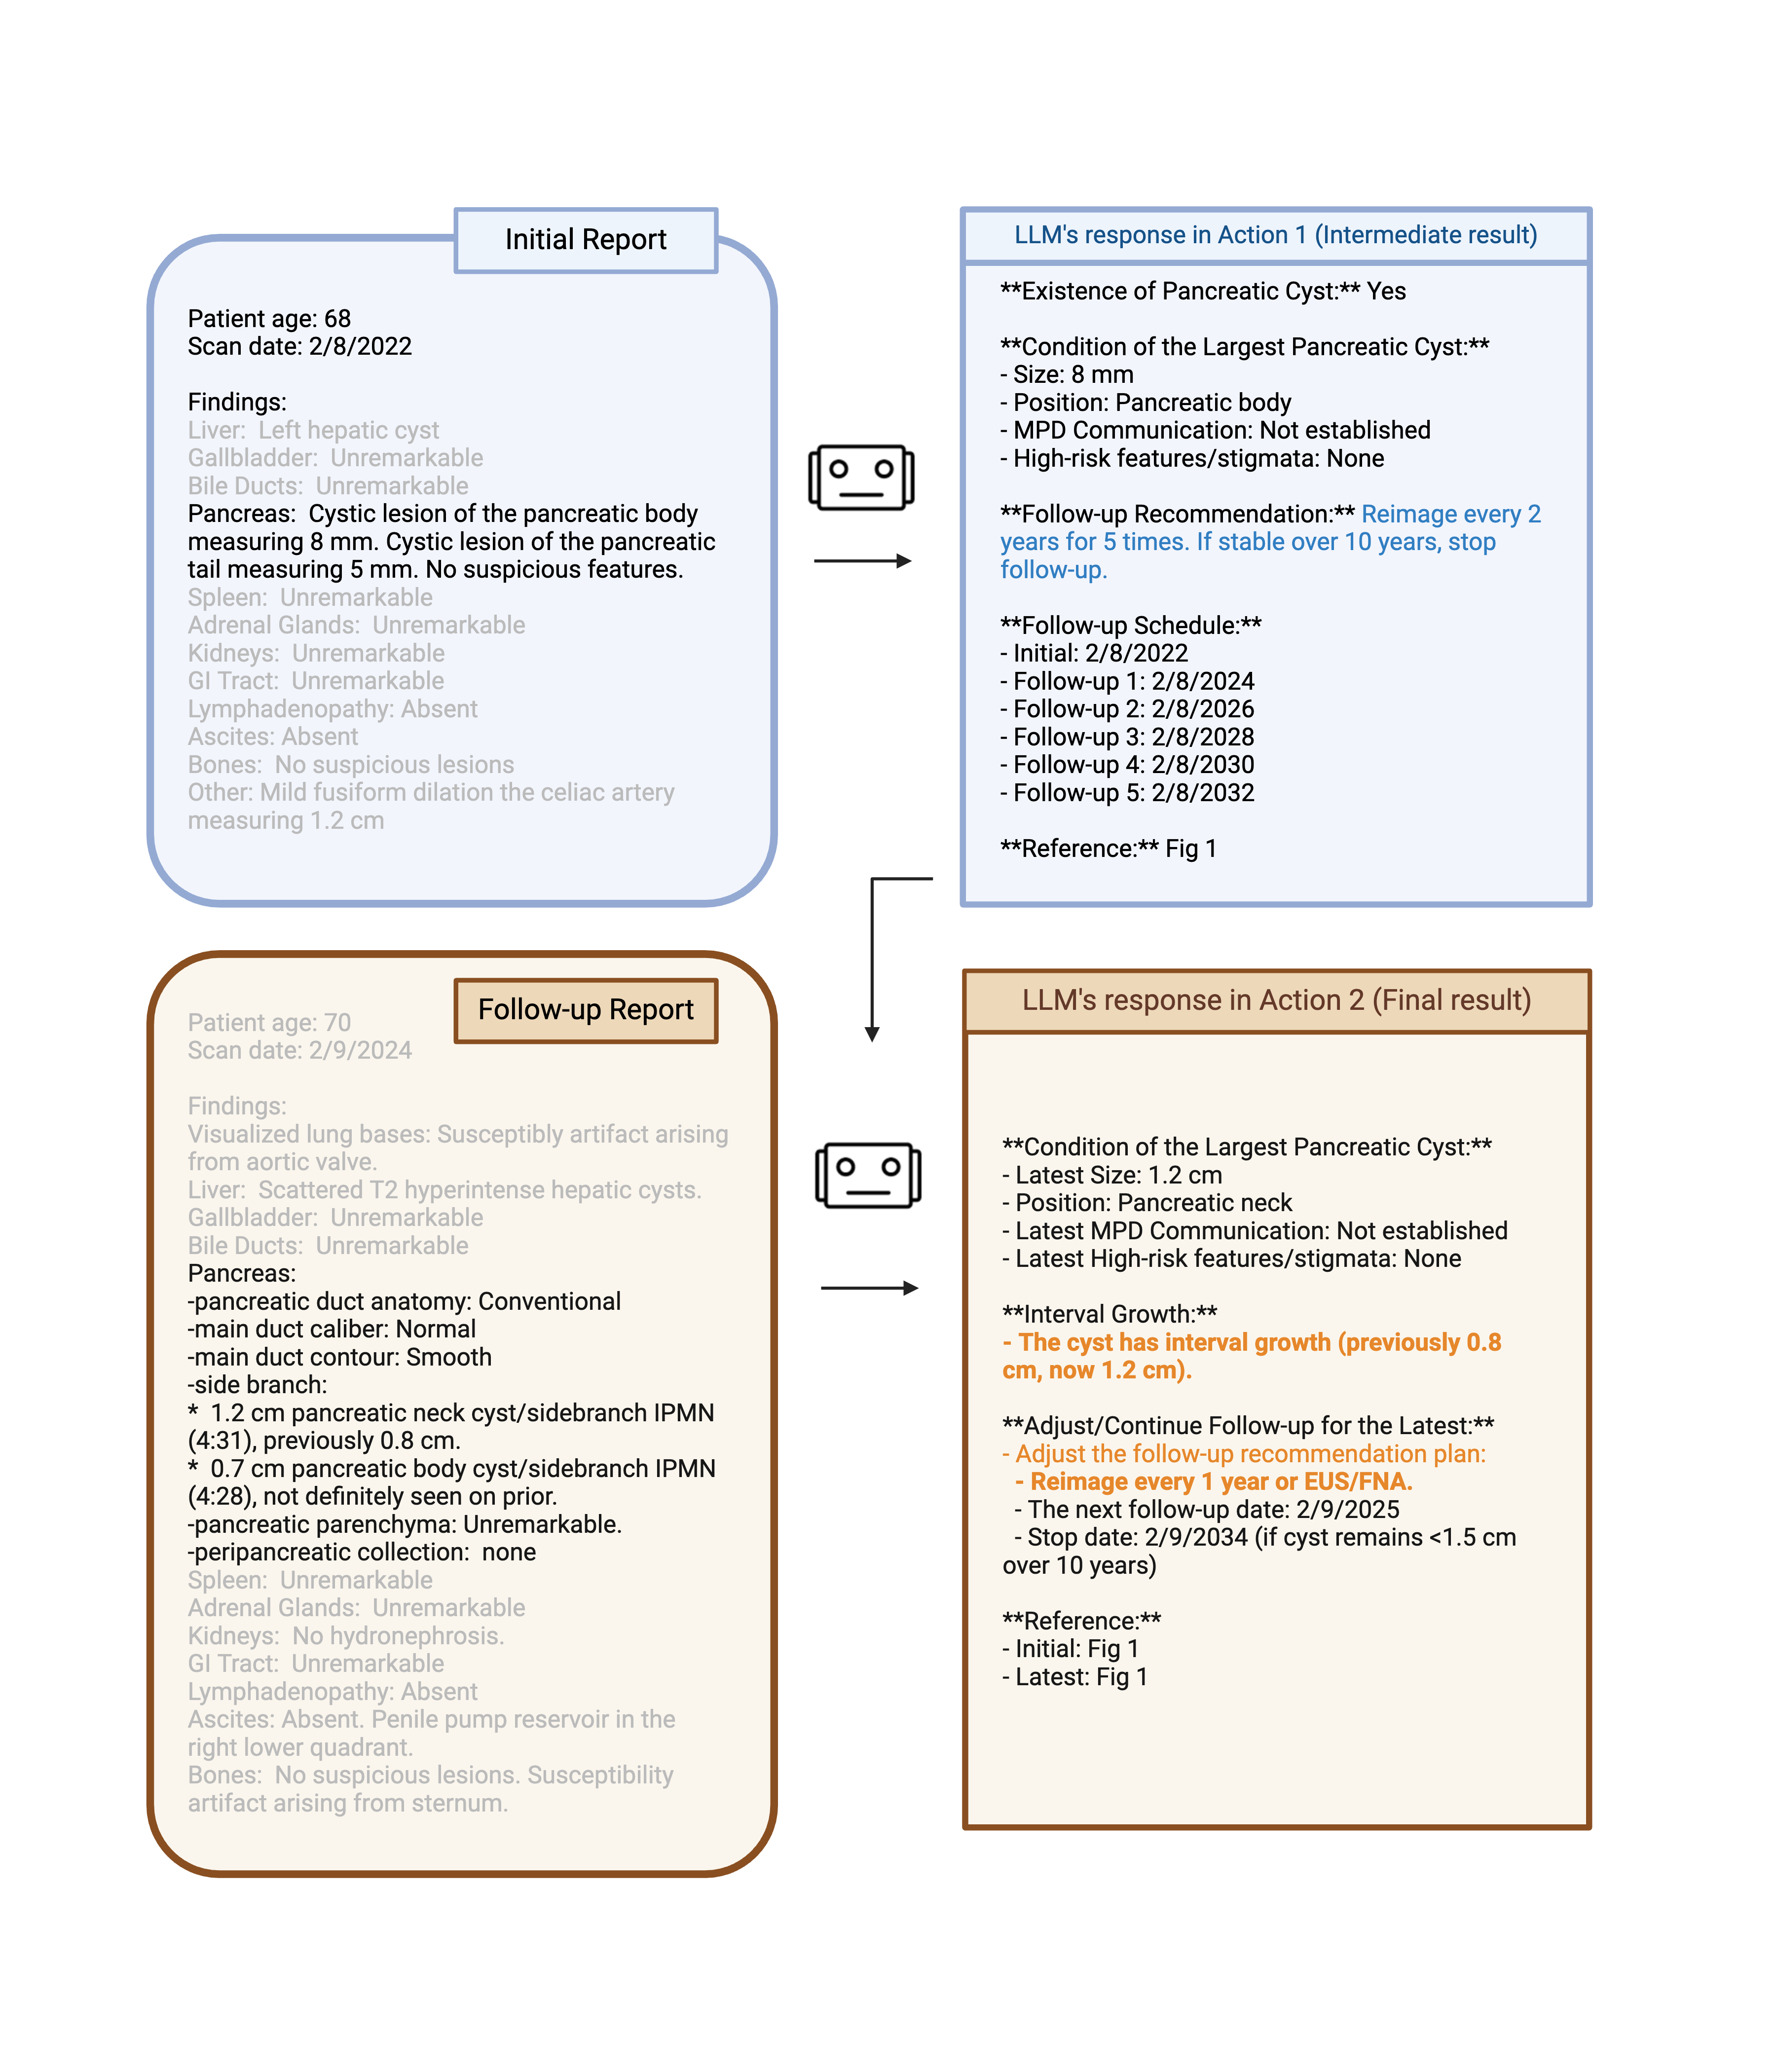 Initial Report
Patient age: 68
Scan date: 2/8/2022
Findings:
Liver:  Left hepatic cyst
Gallbladder:  Unremarkable
Bile Ducts:  Unremarkable
Pancreas:  Cystic lesion of the pancreatic body
measuring 8 mm. Cystic lesion of the pancreatic
tail measuring 5 mm. No suspicious features.
Spleen:  Unremarkable
Adrenal Glands:  Unremarkable
Kidneys:  Unremarkable
GI Tract:  Unremarkable
Lymphadenopathy: Absent
Ascites: Absent
Bones:  No suspicious lesions
Other: Mild fusiform dilation the celiac artery
measuring 1.2 cm
LLM's response in Action 1 (Intermediate result)
**Existence of Pancreatic Cyst:** Yes
**Condition of the Largest Pancreatic Cyst:**
- Size: 8 mm
- Position: Pancreatic body
- MPD Communication: Not established
- High-risk features/stigmata: None
**Follow-up Recommendation:** Reimage every 2
years for 5 times. If stable over 10 years, stop
follow-up.
**Follow-up Schedule:**
- Initial: 2/8/2022
- Follow-up 1: 2/8/2024
- Follow-up 2: 2/8/2026
- Follow-up 3: 2/8/2028
- Follow-up 4: 2/8/2030
- Follow-up 5: 2/8/2032
**Reference:** Fig 1
Follow-up Report
Patient age: 70
Scan date: 2/9/2024
Findings:
Visualized lung bases: Susceptibly artifact arising
from aortic valve.
Liver:  Scattered T2 hyperintense hepatic cysts.
Gallbladder:  Unremarkable
Bile Ducts:  Unremarkable
Pancreas:
-pancreatic duct anatomy: Conventional
-main duct caliber: Normal
-main duct contour: Smooth
-side branch:
*  1.2 cm pancreatic neck cyst/sidebranch IPMN
(4:31), previously 0.8 cm.
*  0.7 cm pancreatic body cyst/sidebranch IPMN
(4:28), not definitely seen on prior.
-pancreatic parenchyma: Unremarkable.
-peripancreatic collection:  none
Spleen:  Unremarkable
Adrenal Glands:  Unremarkable
Kidneys:  No hydronephrosis.
GI Tract:  Unremarkable
Lymphadenopathy: Absent
Ascites: Absent. Penile pump reservoir in the
right lower quadrant.
Bones:  No suspicious lesions. Susceptibility
artifact arising from sternum.
LLM's response in Action 2 (Final result)
**Condition of the Largest Pancreatic Cyst:**
- Latest Size: 1.2 cm
- Position: Pancreatic neck
- Latest MPD Communication: Not established
- Latest High-risk features/stigmata: None
**Interval Growth:**
- The cyst has interval growth (previously 0.8
cm, now 1.2 cm).
**Adjust/Continue Follow-up for the Latest:**
- Adjust the follow-up recommendation plan:
- Reimage every 1 year or EUS/FNA.
- The next follow-up date: 2/9/2025
- Stop date: 2/9/2034 (if cyst remains <1.5 cm
over 10 years)
**Reference:**
- Initial: Fig 1
- Latest: Fig 1